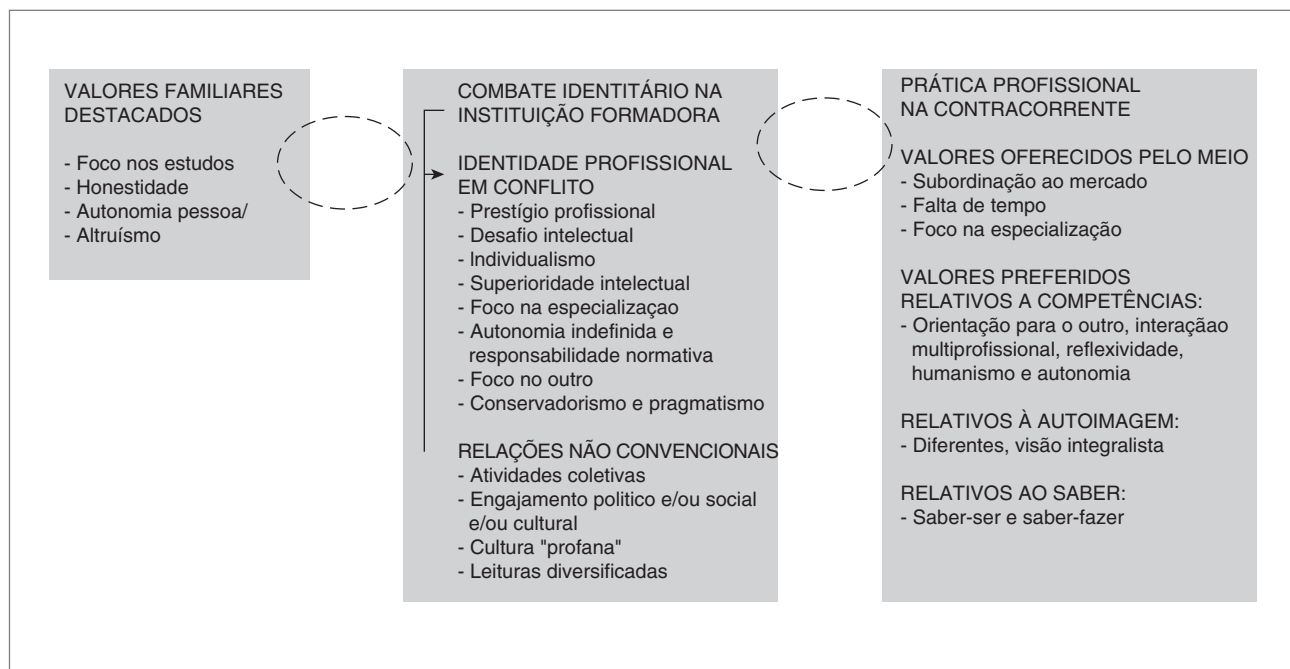 VALORES FAMILIARES
DESTACADOS
- Foco nos estudos
- Honestidade
- Autonomia pessoa/
- Altruísmo
COMBATE IDENTITÁRIO NA
INSTITUIÇÃO FORMADORA
IDENTIDADE PROFISSIONAL
EM CONFLITO
- Prestígio profissional
- Desafio intelectual
- Individualismo
- Superioridade intelectual
- Foco na especializaçao
- Autonomia indefinida e
responsabilidade normativa
- Foco no outro
- Conservadorismo e pragmatismo
RELAÇÕES NÃO CONVENCIONAIS
- Atividades coletivas
- Engajamento politico e/ou social
e/ou cultural
- Cultura "profana"
- Leituras diversificadas
PRÁTICA PROFISSIONAL
NA CONTRACORRENTE
VALORES OFERECIDOS PELO MEIO
- Subordinação ao mercado
- Falta de tempo
- Foco na especialização
VALORES PREFERIDOS
RELATIVOS A COMPETÊNCIAS:
- Orientação para o outro, interaçãao
multiprofissional, reflexividade,
humanismo e autonomia
RELATIVOS À AUTOIMAGEM:
- Diferentes, visão integralista
RELATIVOS AO SABER:
- Saber-ser e saber-fazer